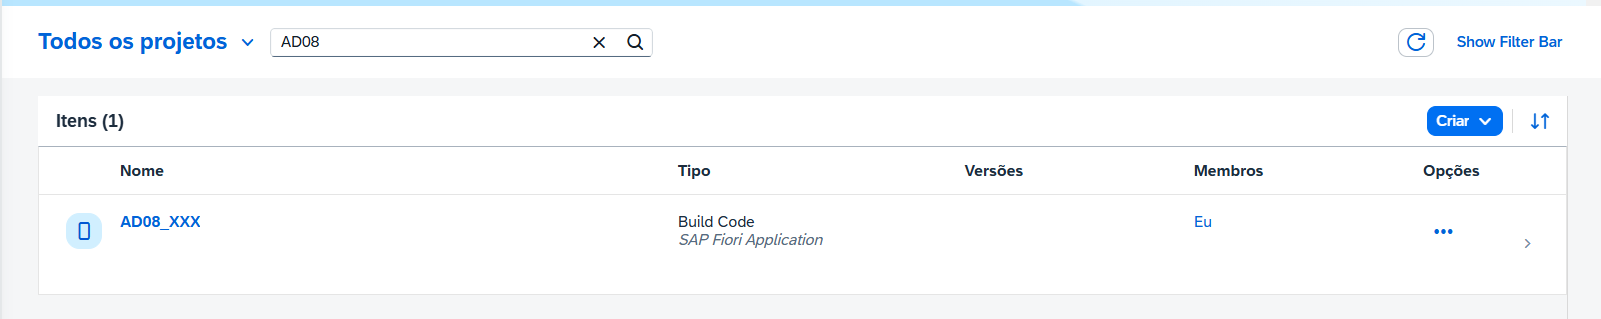 Todos os projetos
AD08
Show Filter Bar
Itens (1)
Criar
Nome Tipo Versões Membros Opções
AD08_XXX Build Code Eu
SAP Fiori Application